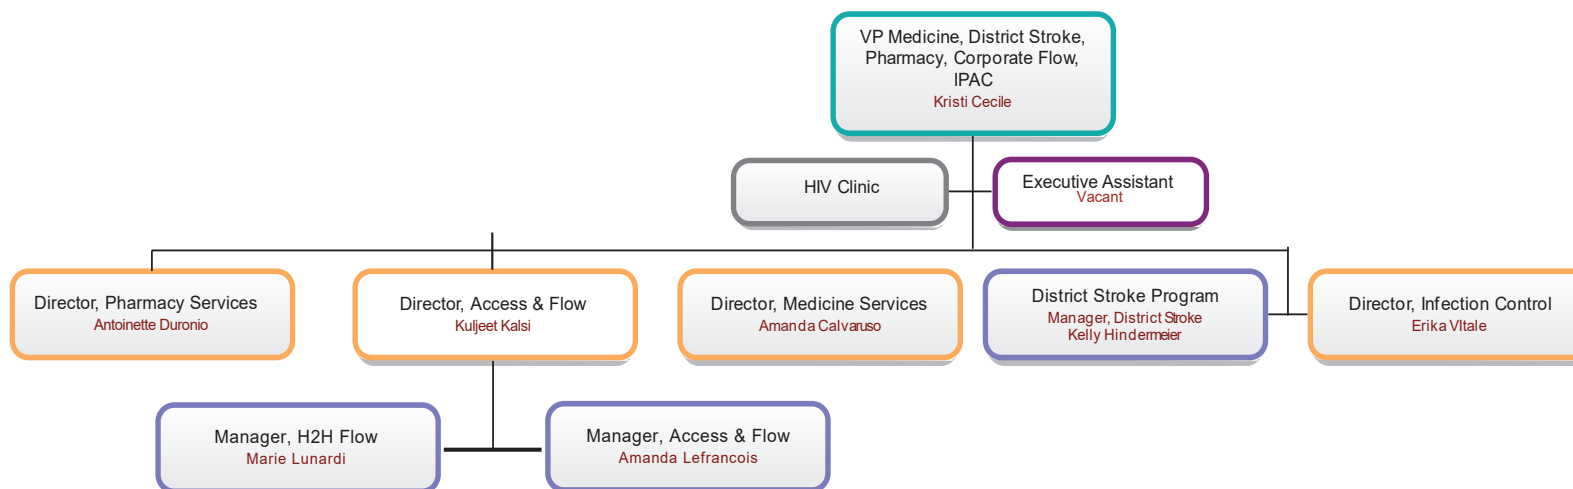 VP Medicine, District Stroke,
Pharmacy, Corporate Flow,
IPAC
Kristi Cecile
HIV Clinic
Executive Assistant
Vacant
Director, Pharmacy Services
Antoinette Duronio
Director, Access & Flow
Kuljeet Kalsi
Director, Medicine Services
Amanda Calvaruso
District Stroke Program
Manager, District Stroke
Kelly Hindermeier
Director, Infection Control
Erika VItale
Manager, H2H Flow
Marie Lunardi
Manager, Access & Flow
Amanda Lefrancois